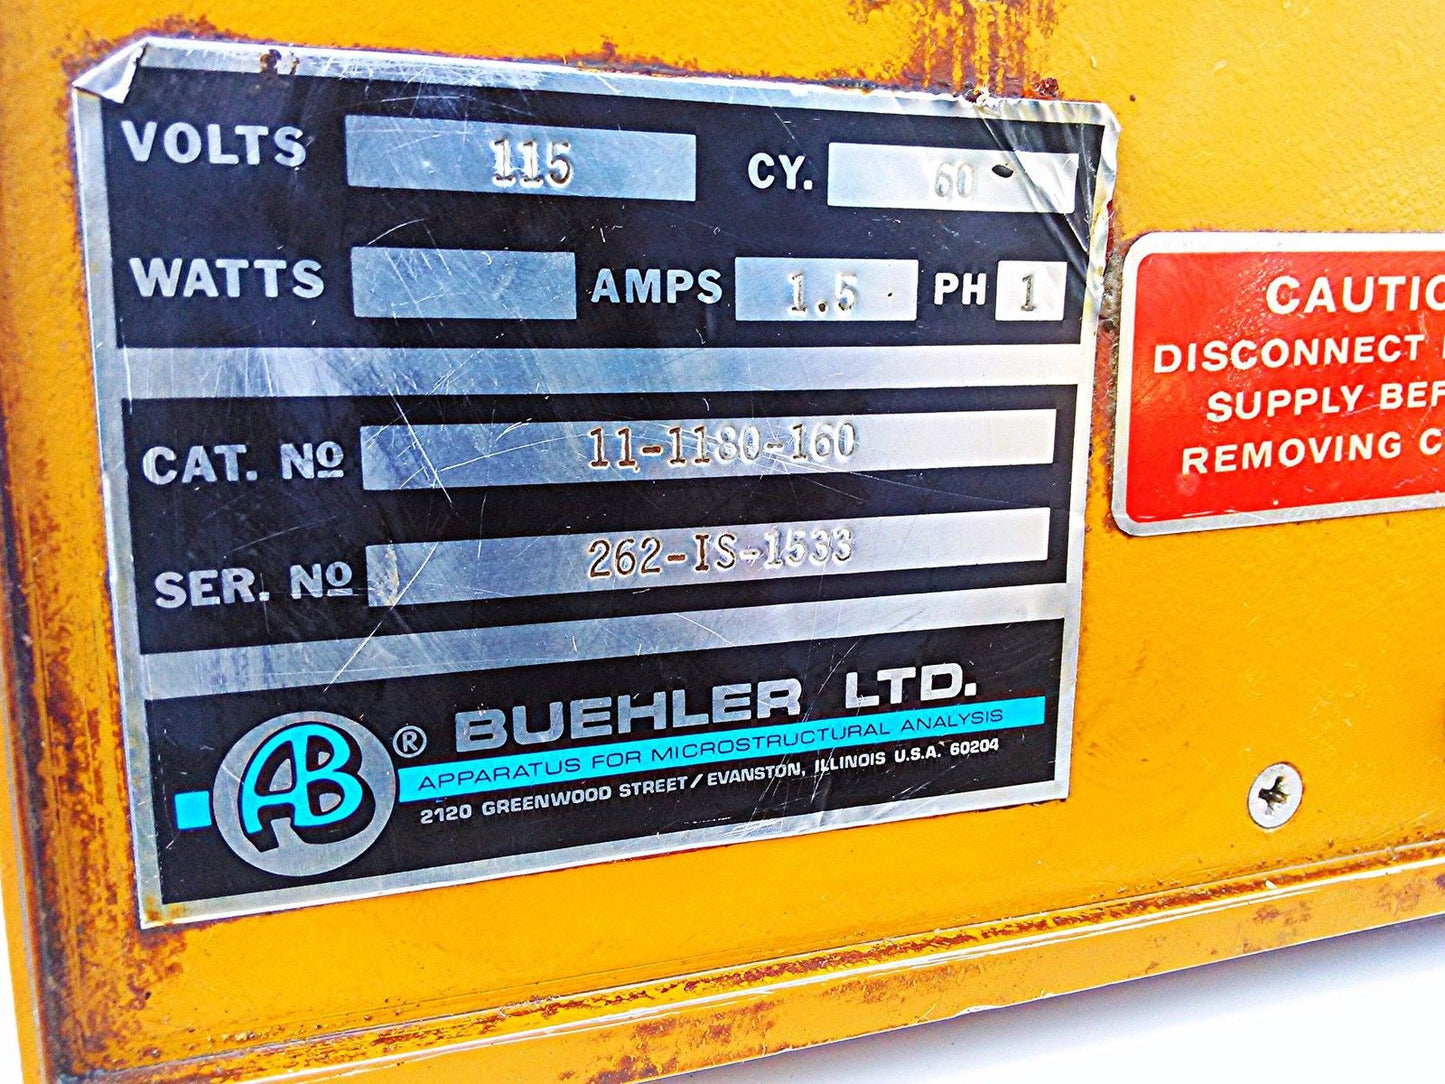 VOLTS 115 CY. 60
WATTS AMPS 1.5 PH 1
CAT. Nº 11-1180-160
SER. Nº 262-IS-1533
AB ® BUEHLER LTD.
APPARATUS FOR MICROSTRUCTURAL ANALYSIS
2120 GREENWOOD STREET/EVANSTON, ILLINOIS U.S.A. 60204
CAUTIO
DISCONNECT
SUPPLY BEF
REMOVING C